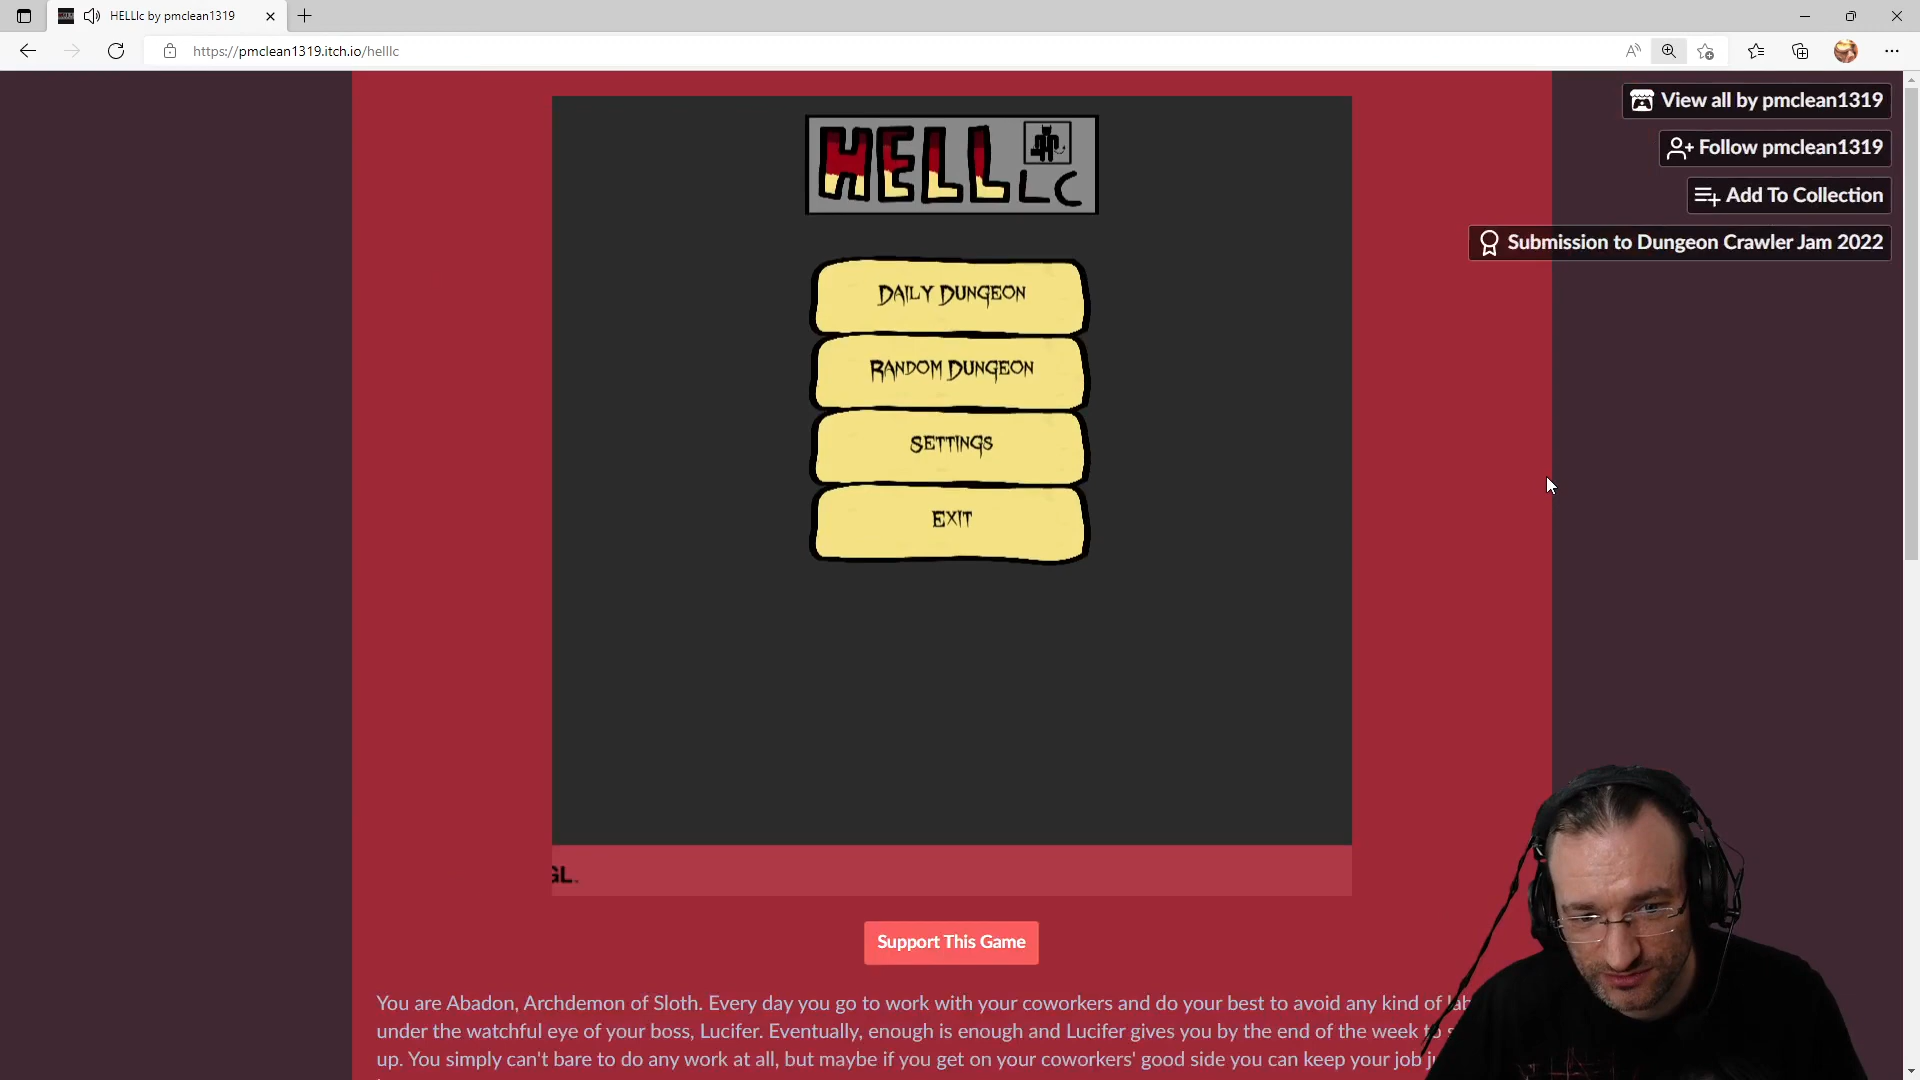 HELLlc by pmclean1319
https://pmclean1319.itch.io/helllc
View all by pmclean1319
Follow pmclean1319
Add To Collection
Submission to Dungeon Crawler Jam 2022
HELL LC
DAILY DUNGEON
RANDOM DUNGEON
SETTINGS
EXIT
GL.
Support This Game
You are Abadon, Archdemon of Sloth. Every day you go to work with your coworkers and do your best to avoid any kind of
under the watchful eye of your boss, Lucifer. Eventually, enough is enough and Lucifer gives you by the end of the week to
up. You simply can't bare to do any work at all, but maybe if you get on your coworkers' good side you can keep your job